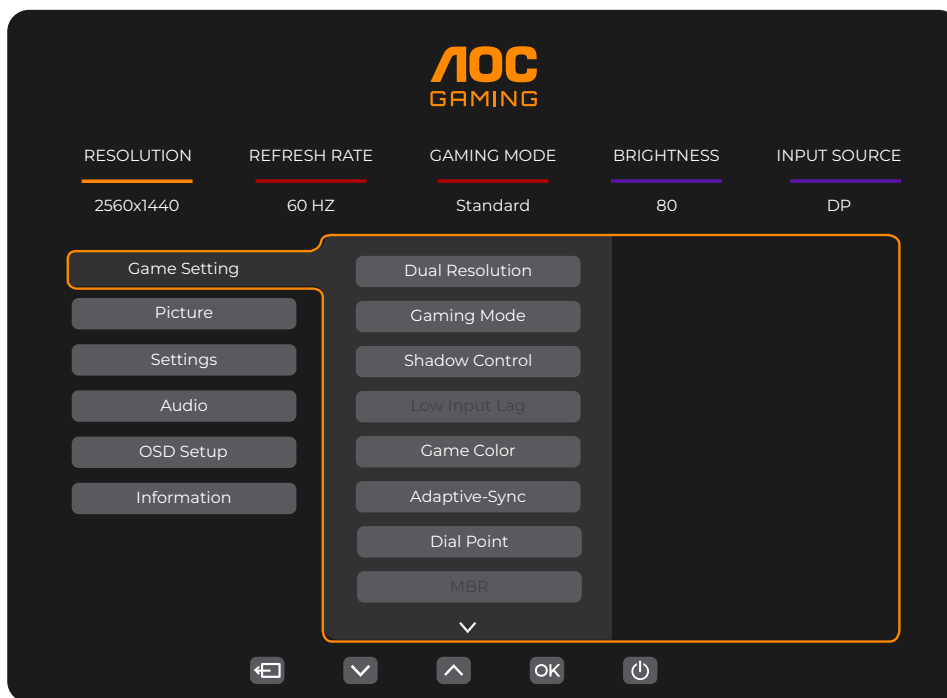 AOC
GAMING
RESOLUTION REFRESH RATE GAMING MODE BRIGHTNESS INPUT SOURCE
2560x1440 60 HZ Standard 80 DP
Game Setting
Picture
Settings
Audio
OSD Setup
Information
Dual Resolution
Gaming Mode
Shadow Control
Low Input Lag
Game Color
Adaptive-Sync
Dial Point
MBR
OK